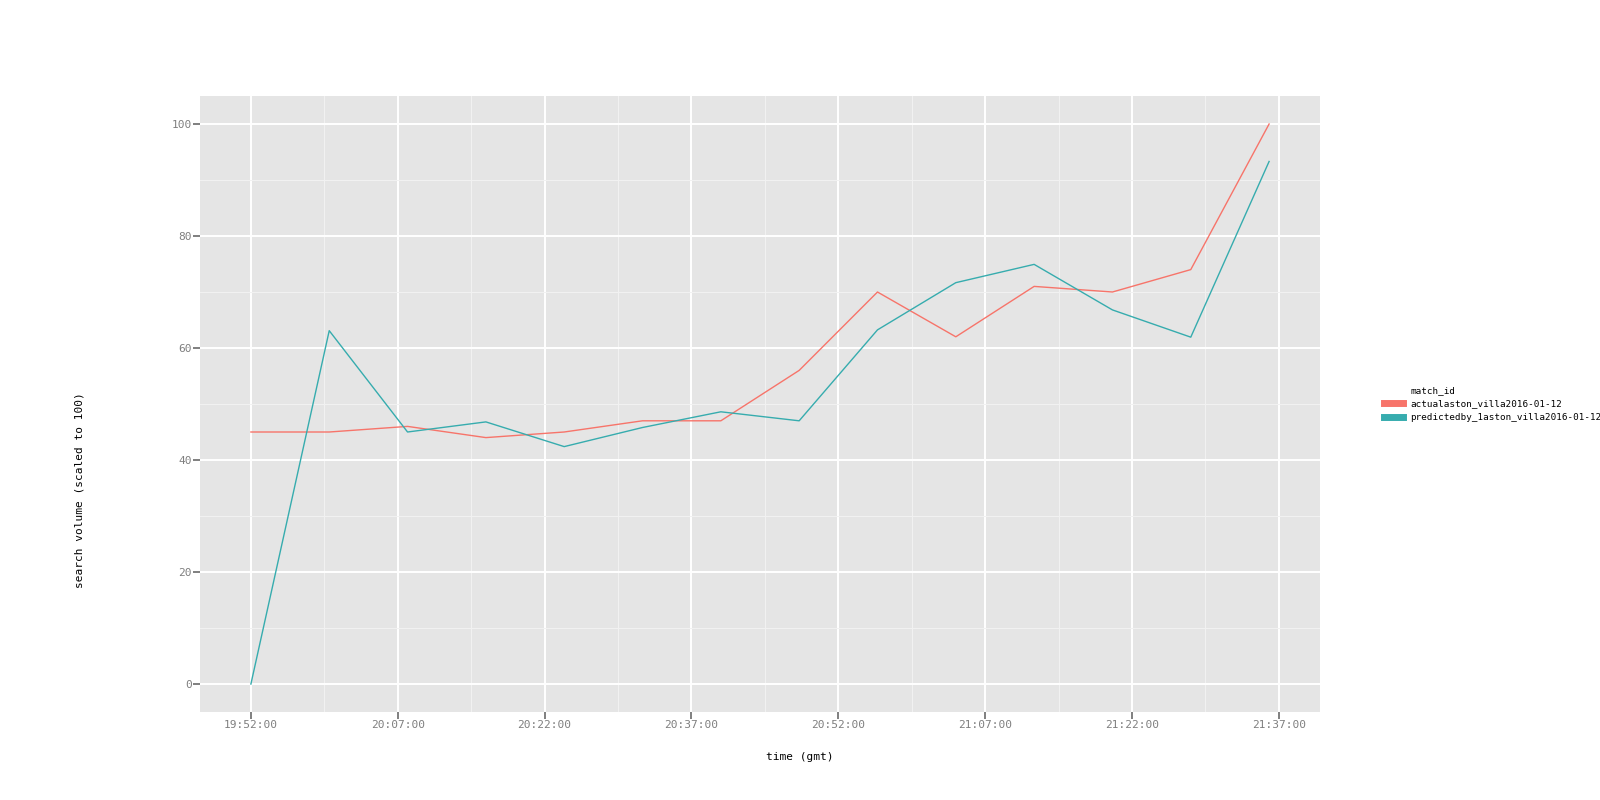 100
80
60
40
20
0
search volume (scaled to 100)
19:52:00 20:07:00 20:22:00 20:37:00 20:52:00 21:07:00 21:22:00 21:37:00
time (gmt)
match_id
actualaston_villa2016-01-12
predictedby_1aston_villa2016-01-12